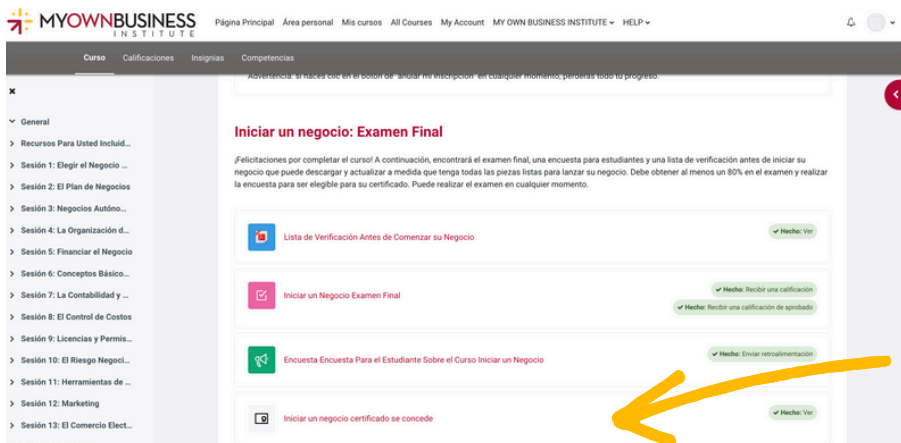 MYOWNBUSINESS
INSTITUTE
Página Principal Área personal Mis cursos All Courses My Account MY OWN BUSINESS INSTITUTE HELP
Curso Calificaciones Insignias Competencias
Advertencia: si haces clic en el botón de "anular mi inscripción" en cualquier momento, perderás todo tu progreso.
General
Recursos Para Usted Incluid...
Sesión 1: Elegir el Negocio ...
Sesión 2: El Plan de Negocios
Sesión 3: Negocios Autóno...
Sesión 4: La Organización d...
Sesión 5: Financiar el Negocio
Sesión 6: Conceptos Básico...
Sesión 7: La Contabilidad y ...
Sesión 8: El Control de Costos
Sesión 9: Licencias y Permis...
Sesión 10: El Riesgo Negoci...
Sesión 11: Herramientas de ...
Sesión 12: Marketing
Sesión 13: El Comercio Elect...
Iniciar un negocio: Examen Final
¡Felicitaciones por completar el curso! A continuación, encontrará el examen final, una encuesta para estudiantes y una lista de verificación antes de iniciar su
negocio que puede descargar y actualizar a medida que tenga todas las piezas listas para lanzar su negocio. Debe obtener al menos un 80% en el examen y realizar
la encuesta para ser elegible para su certificado. Puede realizar el examen en cualquier momento.
Lista de Verificación Antes de Comenzar su Negocio
Hecho: Ver
Iniciar un Negocio Examen Final
Hecho: Recibir una calificación
Hecho: Recibir una calificación de aprobado
Encuesta Encuesta Para el Estudiante Sobre el Curso Iniciar un Negocio
Hecho: Enviar retroalimentación
Iniciar un negocio certificado se concede
Hecho: Ver